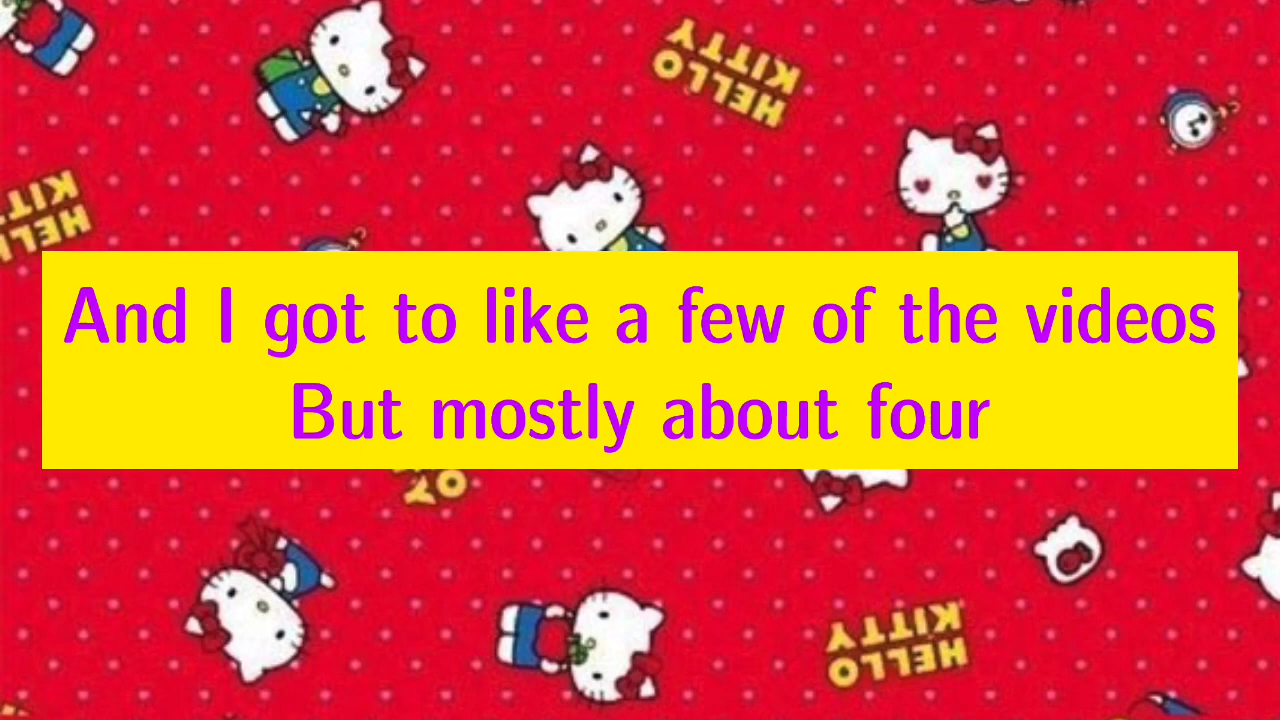 HELLO
KITTY
HELLO
KITTY
And I got to like a few of the videos
But mostly about four
HELLO
KITTY